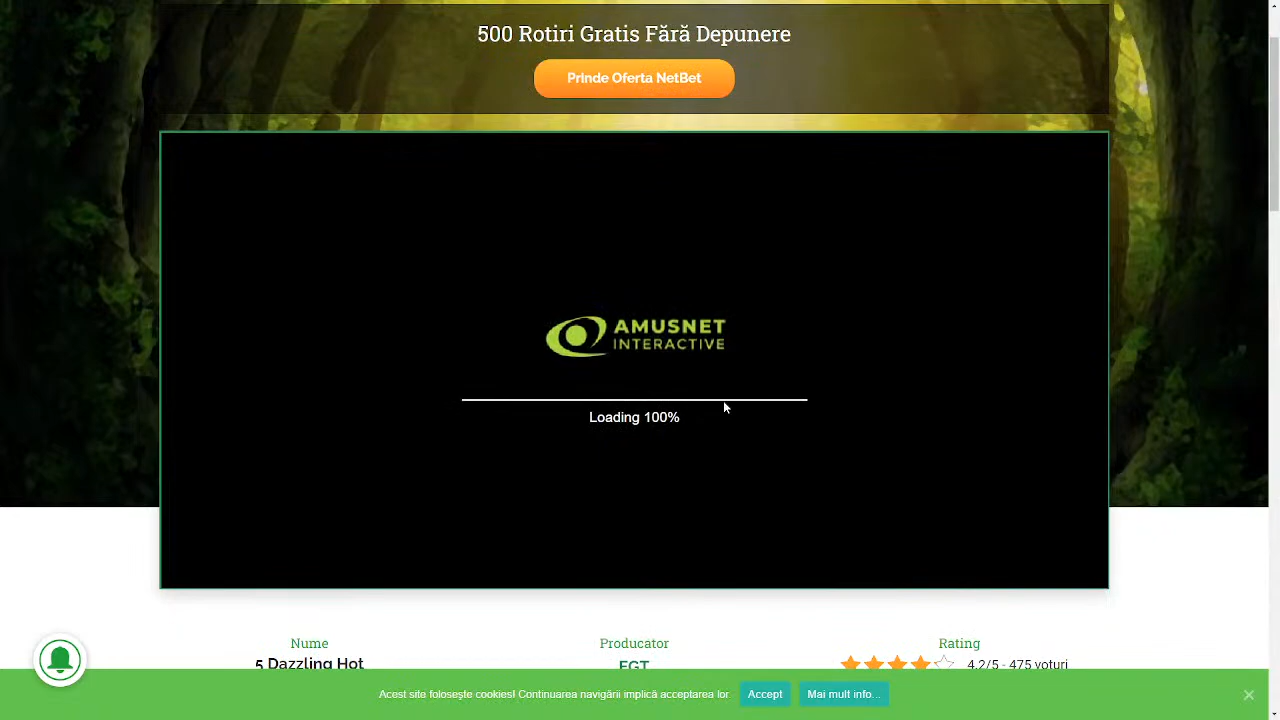 500 Rotiri Gratis Fără Depunere
Prinde Oferta NetBet
AMUSNET
INTERACTIVE
Loading 100%
Nume
Producator
Rating
5 Dazzling Hot
EGT
4.2/5 - 475 voturi
Acest site folosește cookies! Continuarea navigării implică acceptarea lor
Accept
Mai mult info...